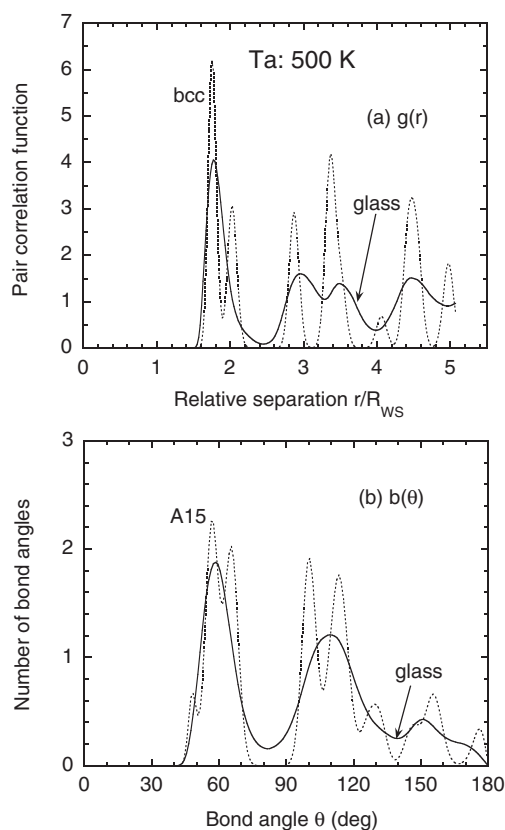 7
6
5
4
3
2
1
0
Pair correlation function
Ta: 500 K
bcc
(a) g(r)
glass
0 1 2 3 4 5
Relative separation r/R_WS
3
2
1
0
Number of bond angles
(b) b(θ)
A15
glass
0 30 60 90 120 150 180
Bond angle θ (deg)